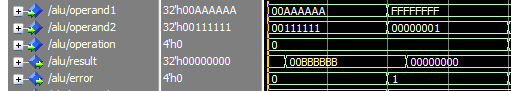 /alu/operand1 32'h00AAAAAA 00AAAAAA FFFFFFFF
/alu/operand2 32'h00111111 00111111 00000001
/alu/operation 4'h0 0
/alu/result 32'h00000000 00BBBBBB 00000000
/alu/error 4'h0 0 1